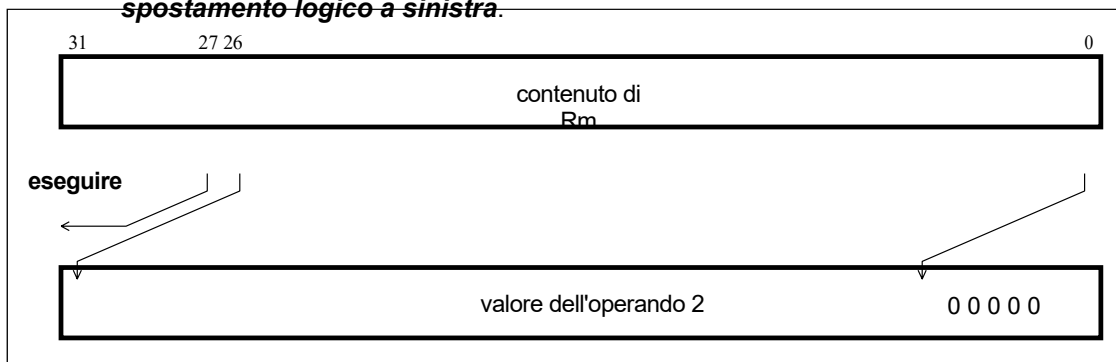 spostamento logico a sinistra.
31 27 26 0
contenuto di
Rm
eseguire
valore dell'operando 2 0 0 0 0 0